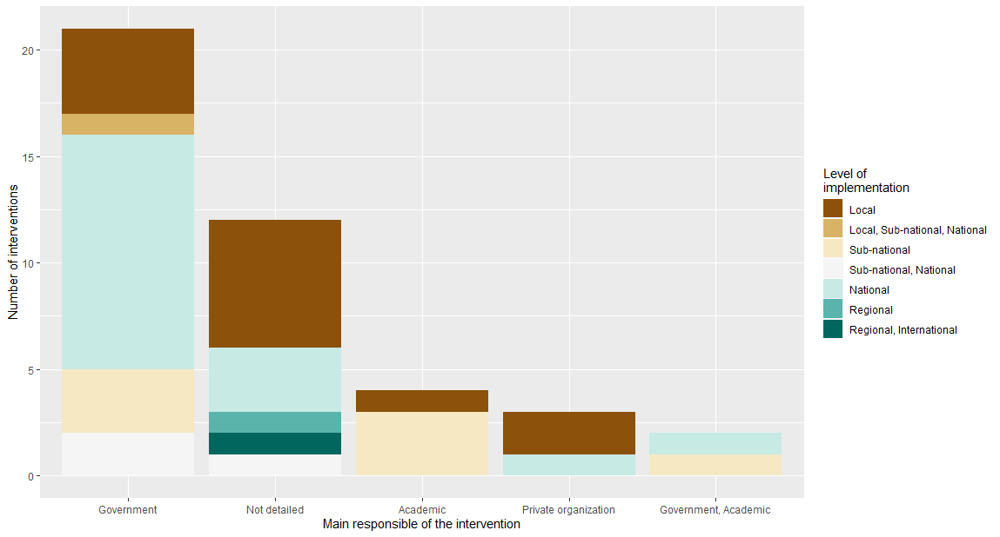 20
15
10
5
0
Number of interventions
Government
Not detailed
Academic
Private organization
Government, Academic
Main responsible of the intervention
Level of
implementation
Local
Local, Sub-national, National
Sub-national
Sub-national, National
National
Regional
Regional, International